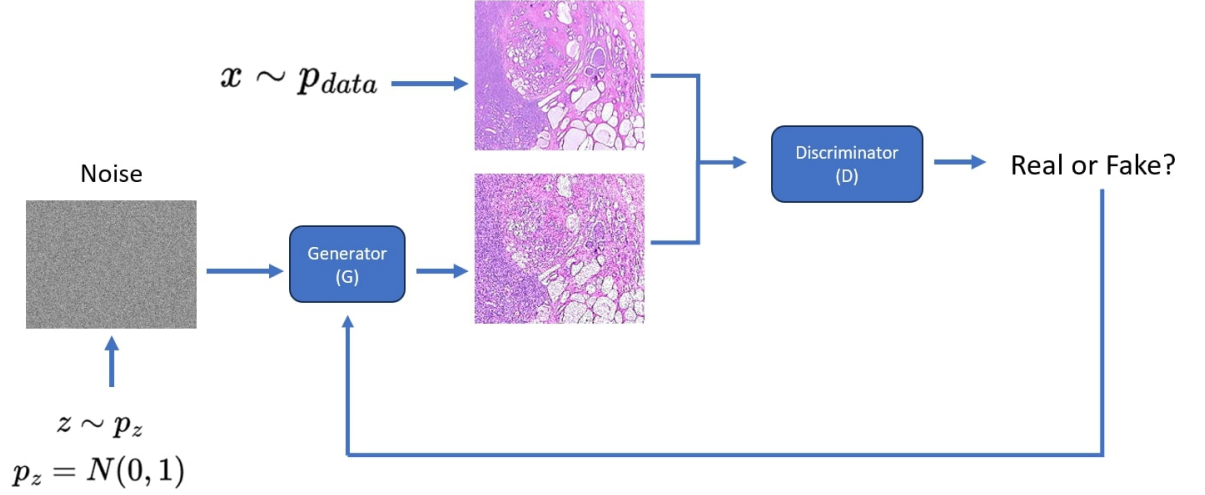 x ∼ p_data
Noise
Generator
(G)
Discriminator
(D)
Real or Fake?
z ∼ p_z
p_z = N(0, 1)